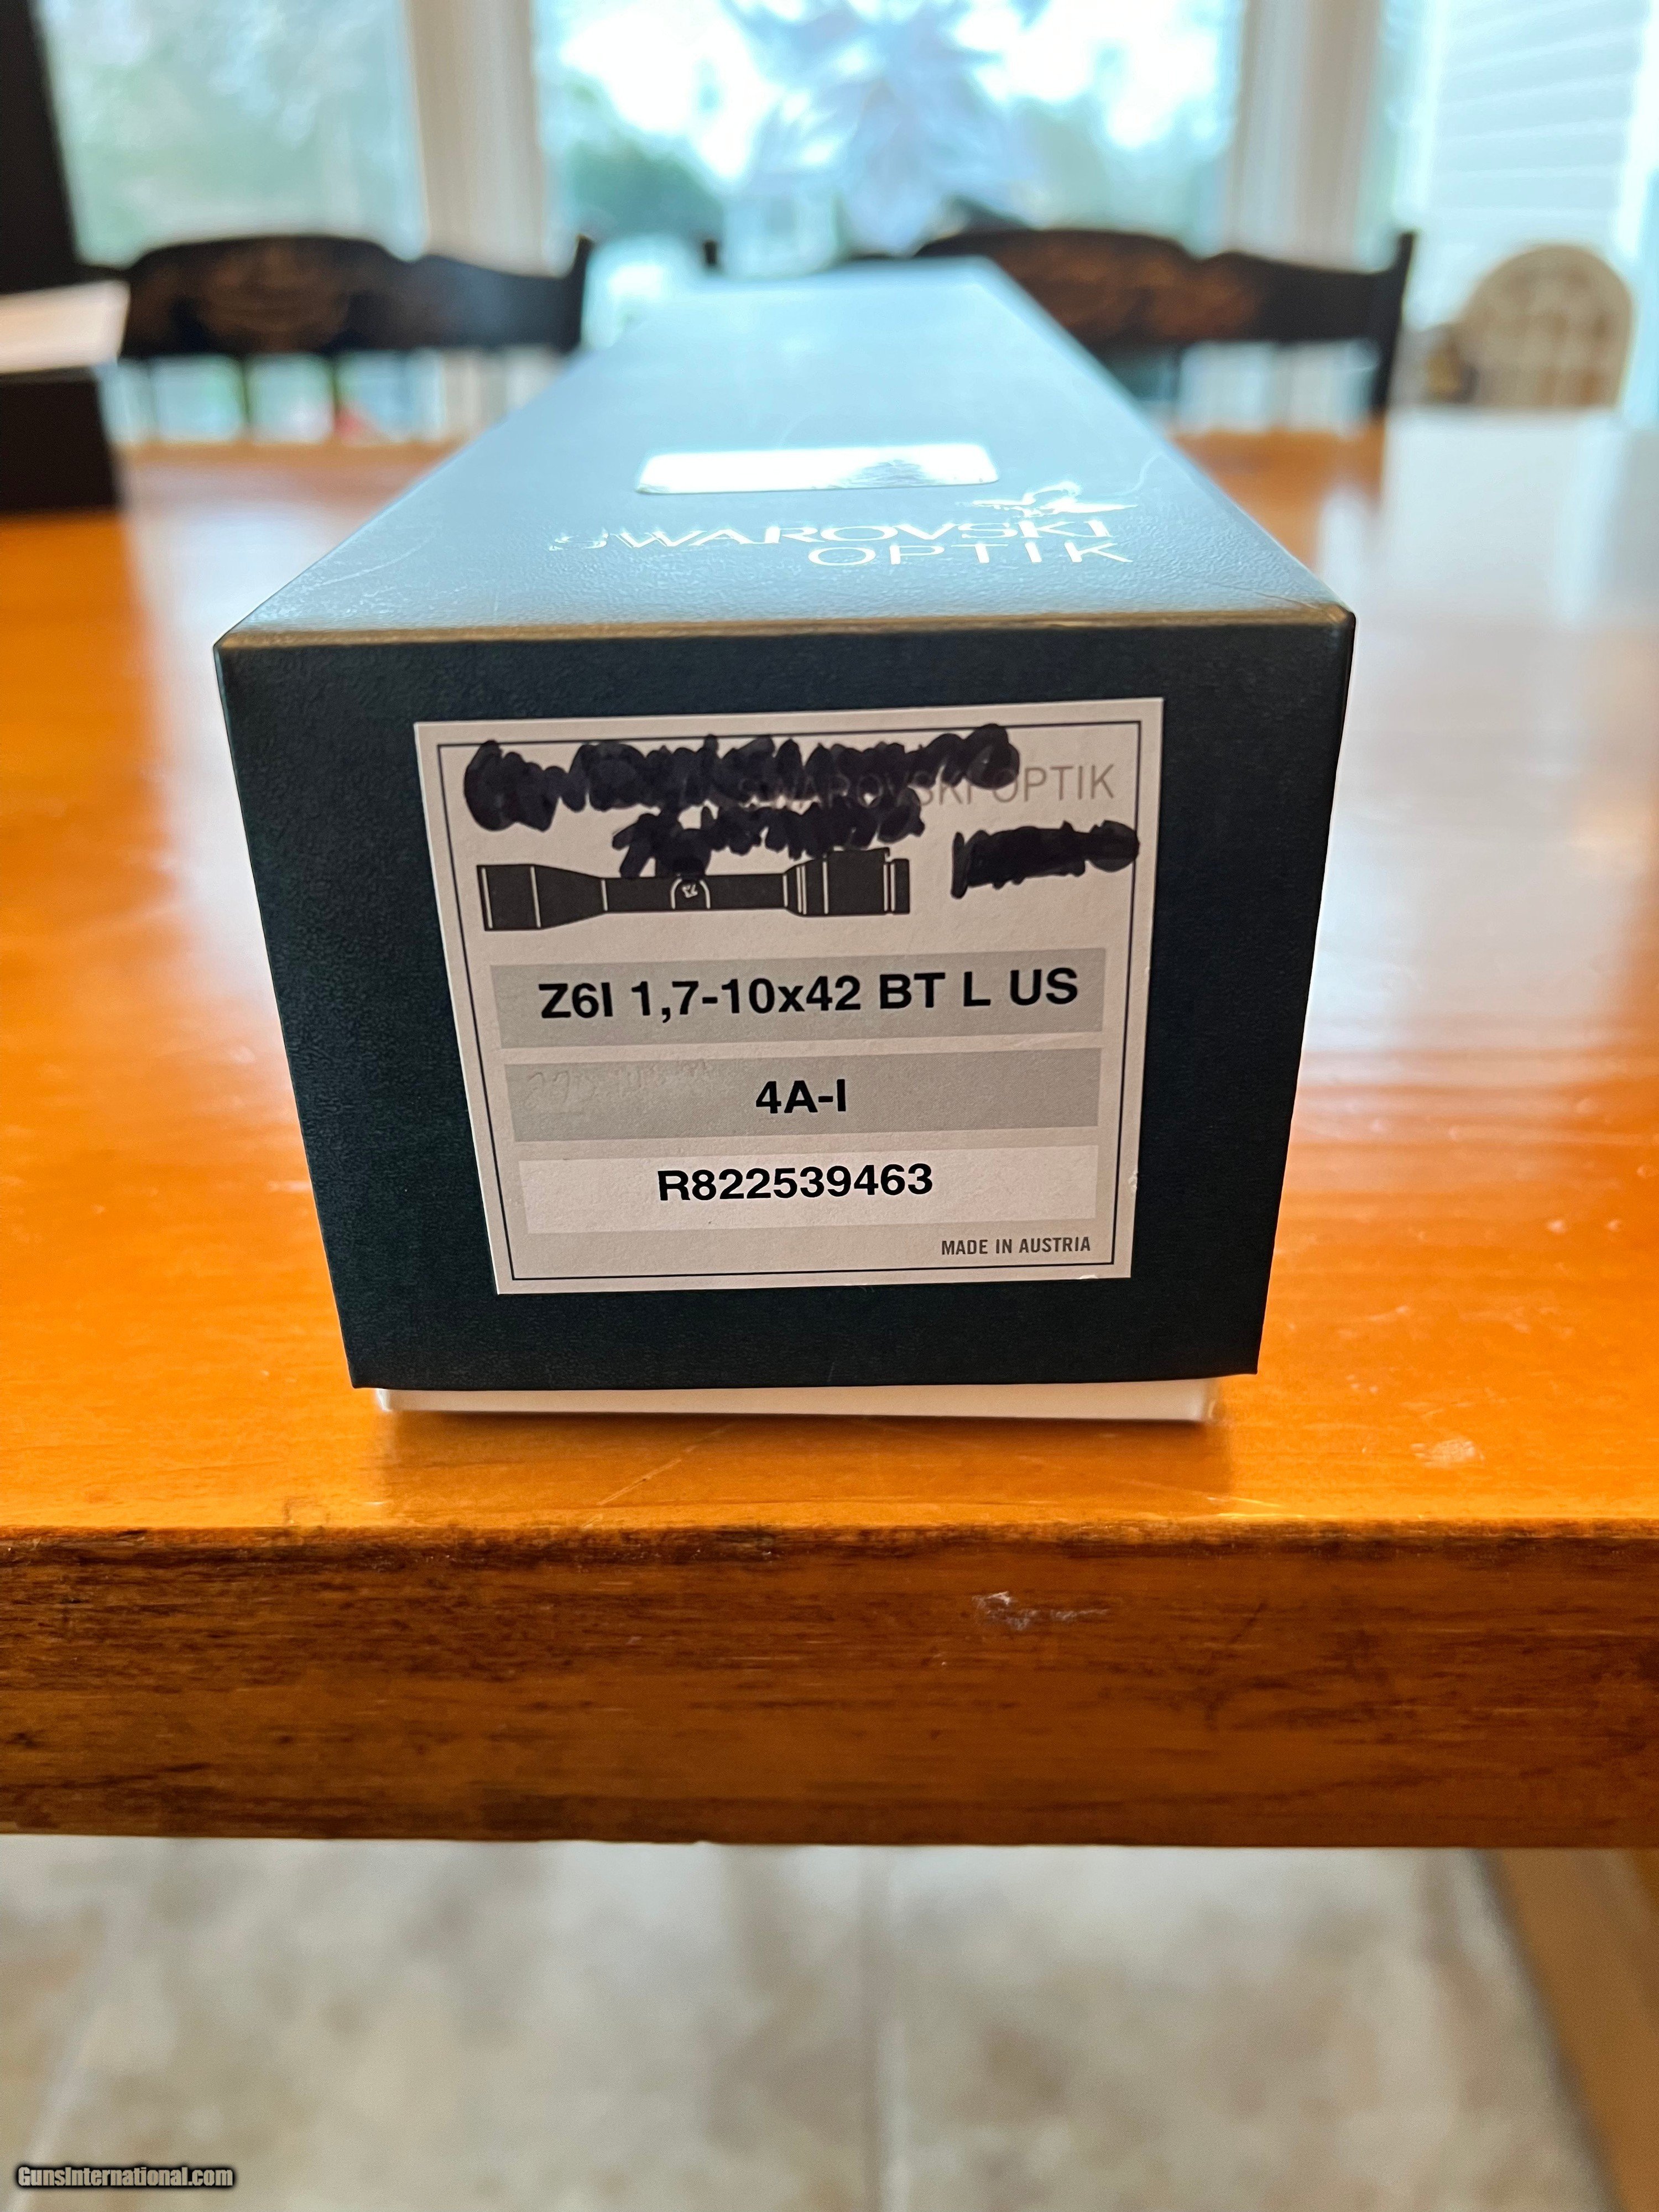 SWAROVSKI
OPTIK
SWAROVSKI OPTIK
Z6I 1,7-10x42 BT L US
4A-I
R822539463
MADE IN AUSTRIA
GunsInternational.com